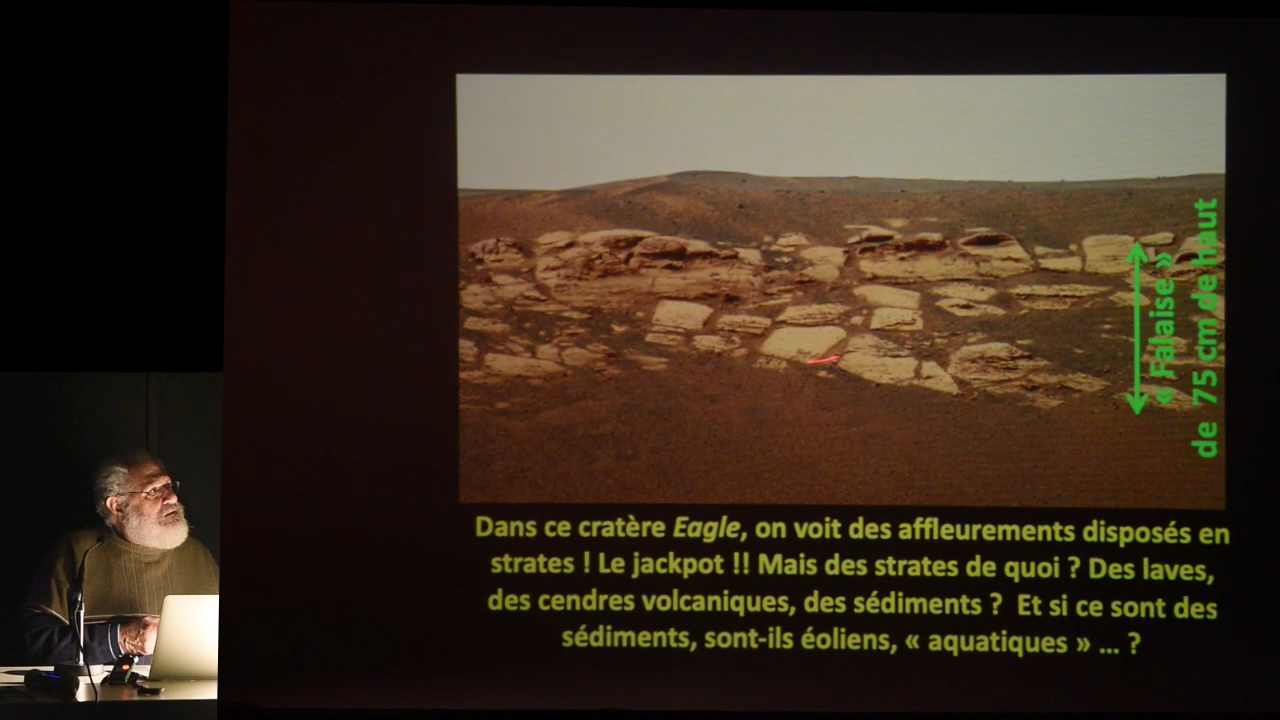 « Falaise »
de 75 cm de haut
Dans ce cratère Eagle, on voit des affleurements disposés en
strates ! Le jackpot !! Mais des strates de quoi ? Des laves,
des cendres volcaniques, des sédiments ? Et si ce sont des
sédiments, sont-ils éoliens, « aquatiques » ... ?